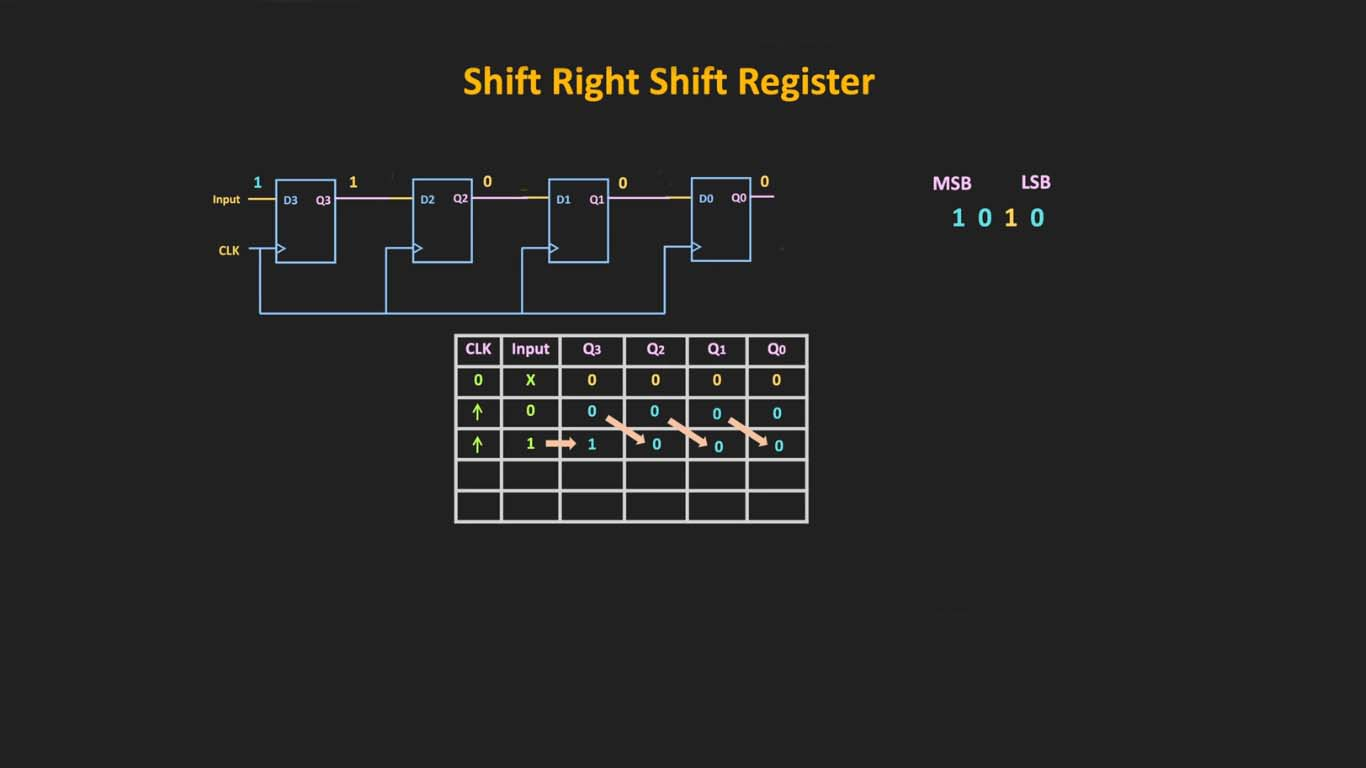 Shift Right Shift Register
1 1 0 0 0
Input D3 Q3 D2 Q2 D1 Q1 D0 Q0
CLK
MSB LSB
1 0 1 0
CLK Input Q3 Q2 Q1 Q0
0 X 0 0 0 0
↑ 0 0 0 0 0
↑ 1 1 0 0 0